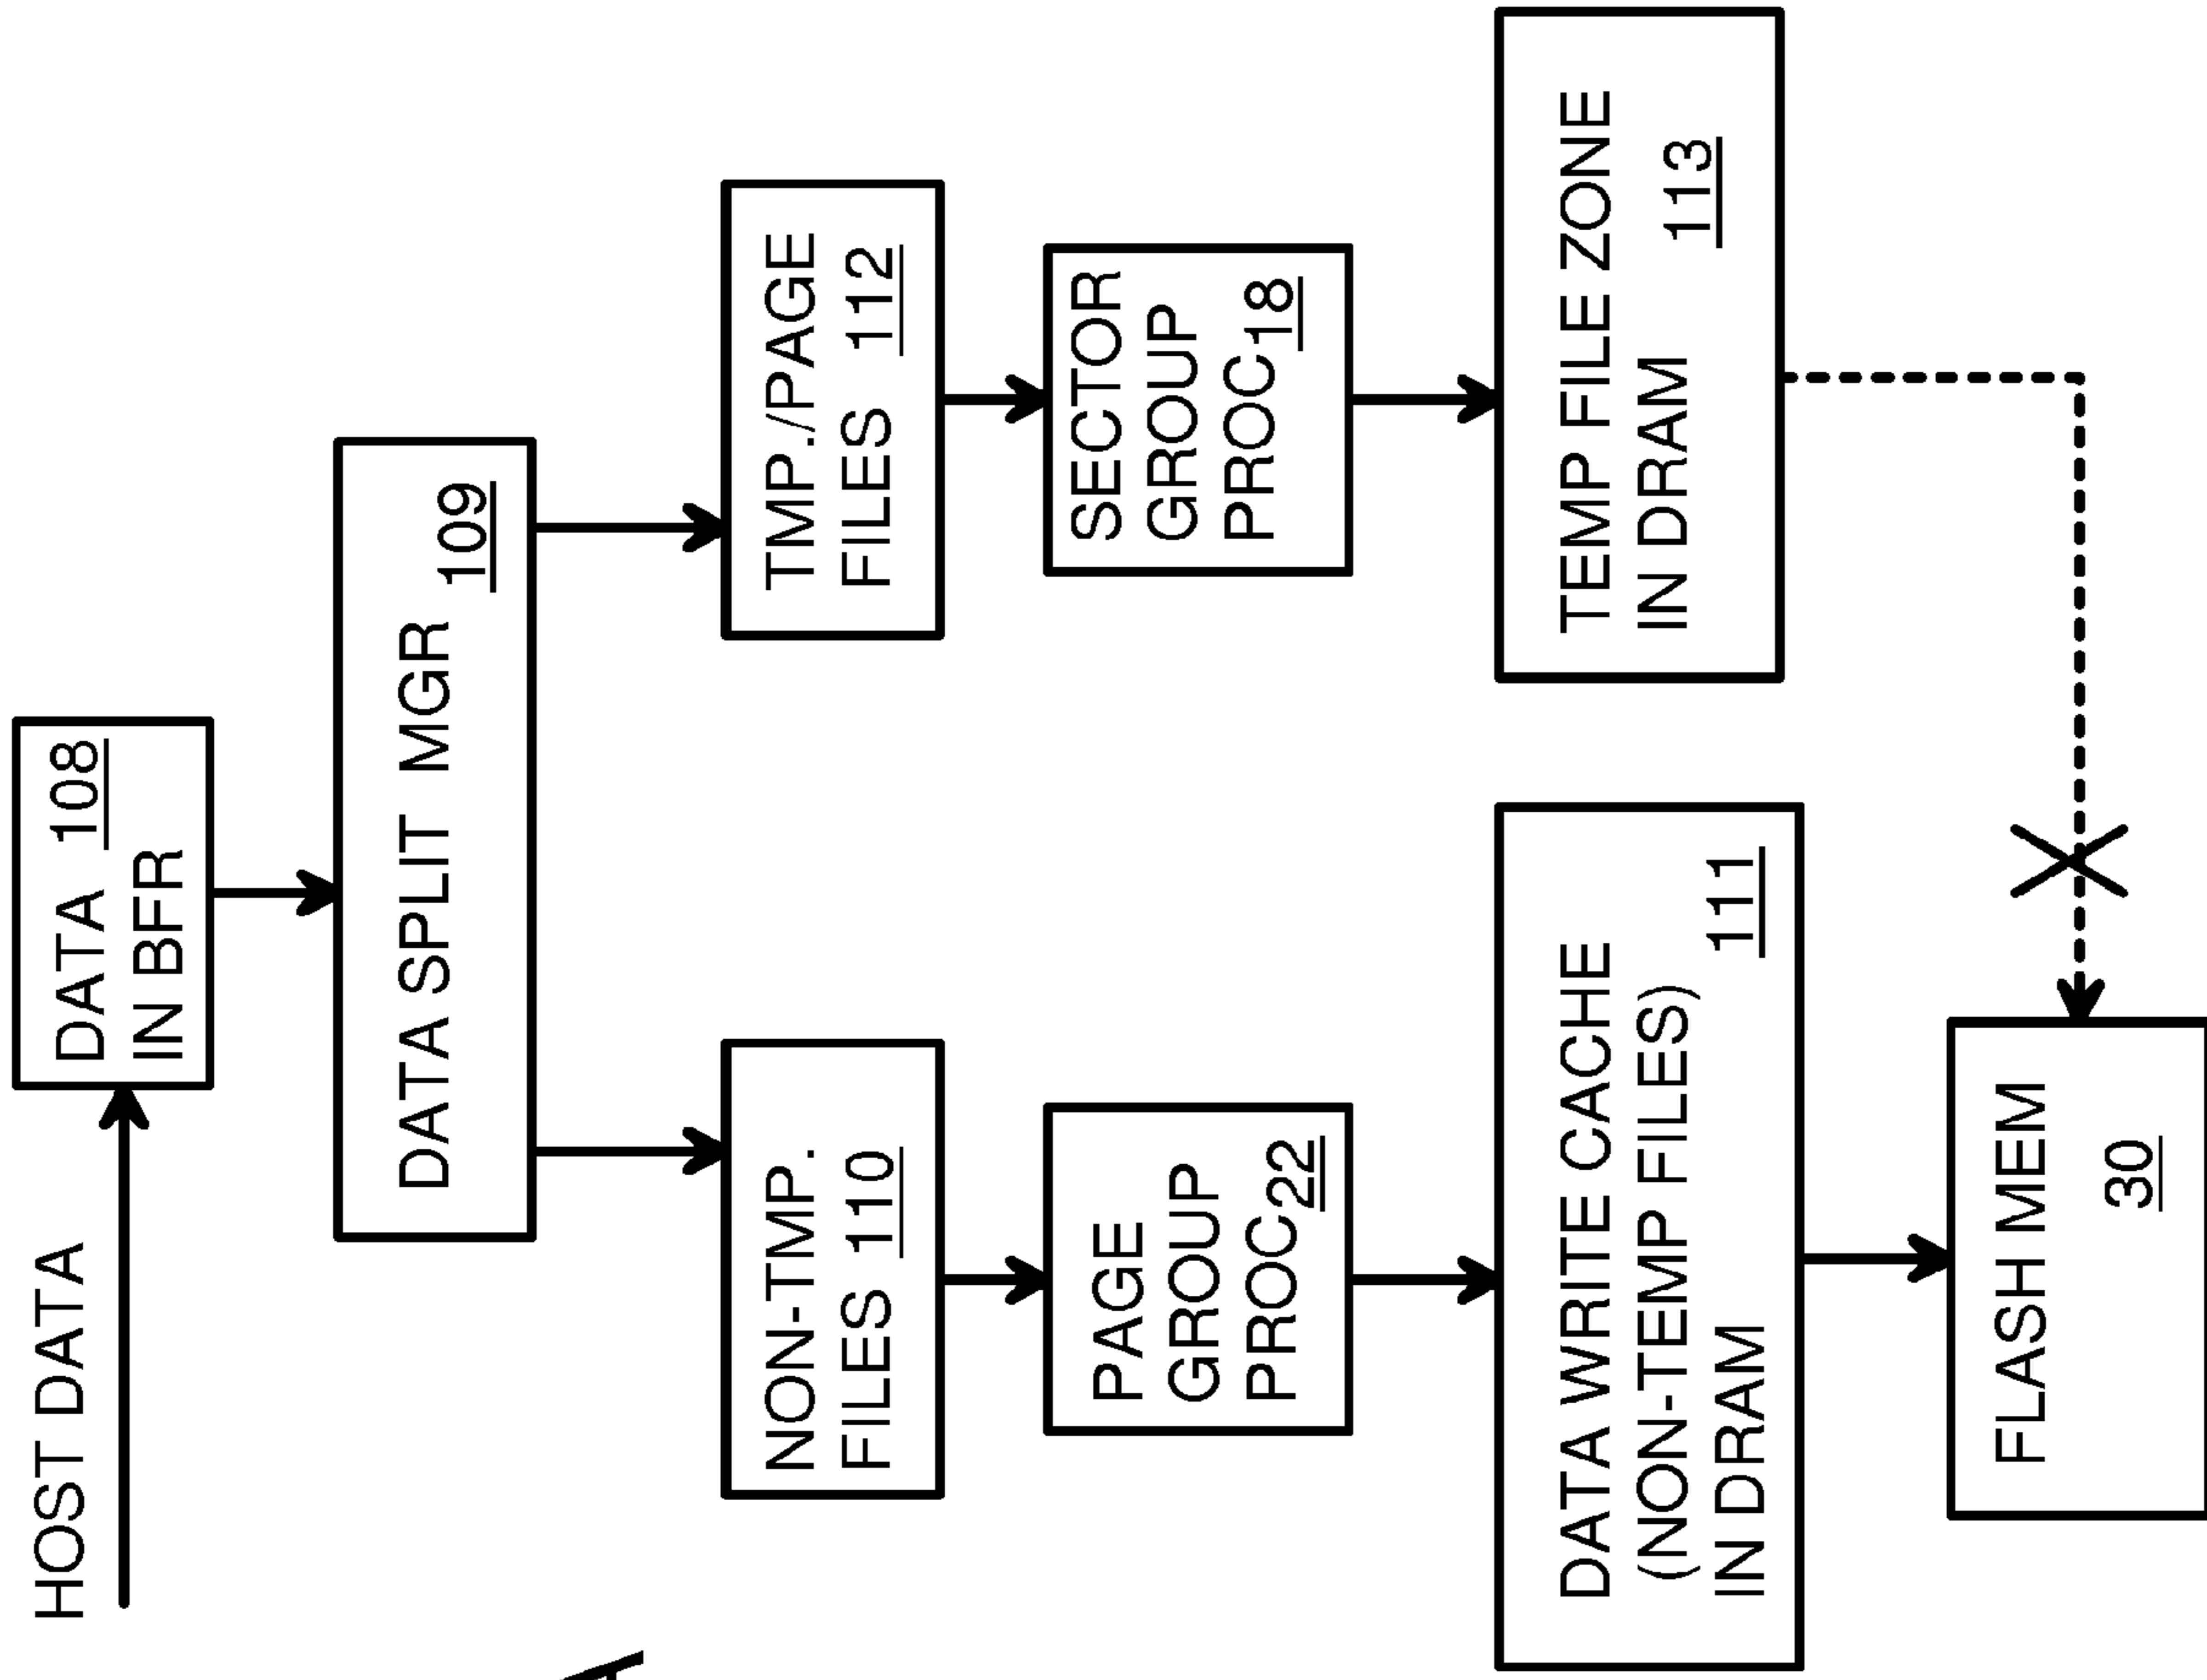 HOST DATA
DATA 108
IN BFR
DATA SPLIT MGR 109
NON-TMP.
FILES 110
TMP./PAGE
FILES 112
PAGE
GROUP
PROC 22
SECTOR
GROUP
PROC 18
DATA WRITE CACHE
(NON-TEMP FILES)
IN DRAM 111
TEMP FILE ZONE
IN DRAM 113
FLASH MEM
30